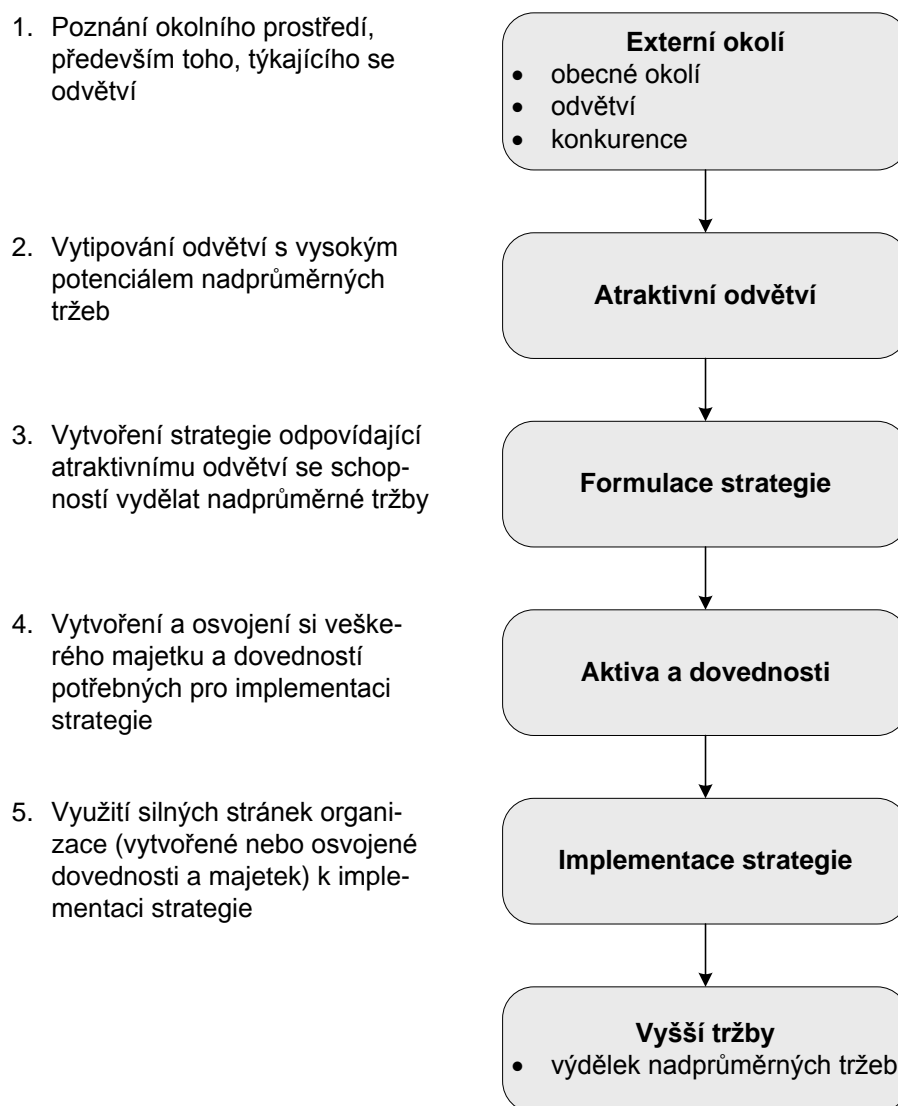 1. Poznání okolního prostředí,
především toho, týkajícího se
odvětví
Externí okolí
• obecné okolí
• odvětví
• konkurence
2. Vytipování odvětví s vysokým
potenciálem nadprůměrných
tržeb
Atraktivní odvětví
3. Vytvoření strategie odpovídající
atraktivnímu odvětví se schop-
ností vydělat nadprůměrné tržby
Formulace strategie
4. Vytvoření a osvojení si veške-
rého majetku a dovedností
potřebných pro implementaci
strategie
Aktiva a dovednosti
5. Využití silných stránek organi-
zace (vytvořené nebo osvojené
dovednosti a majetek) k imple-
mentaci strategie
Implementace strategie
Vyšší tržby
• výdělek nadprůměrných tržeb